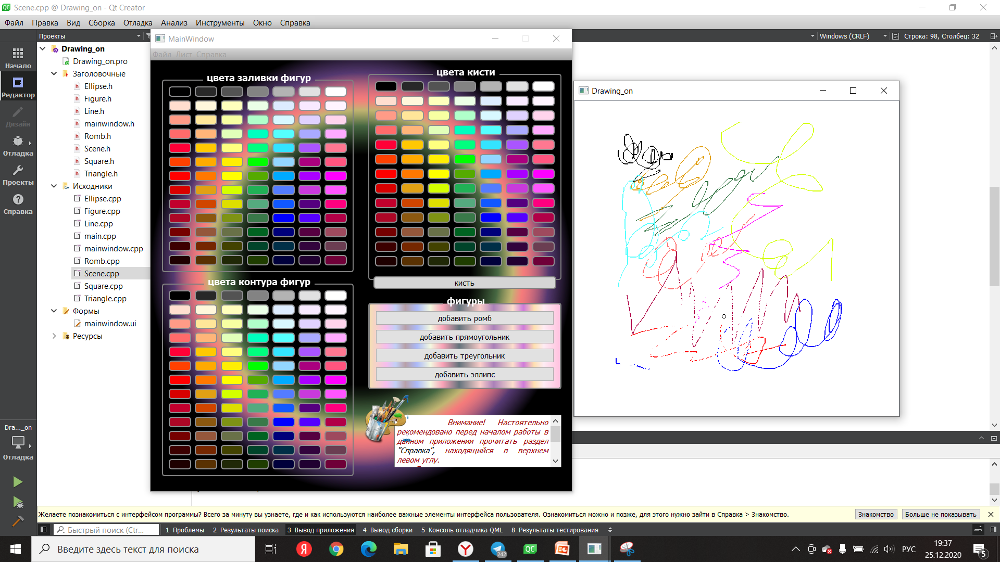 Scene.cpp @ Drawing_on - Qt Creator
Файл Правка Вид Сборка Отладка Анализ Инструменты Окно Справка
Проекты
Windows (CRLF)
Строка: 98, Столбец: 32
Начало
Редактор
Дизайн
Отладка
Проекты
Справка
Dra..._on
Отладка
Drawing_on
Drawing_on.pro
Заголовочные
Ellipse.h
Figure.h
Line.h
mainwindow.h
Romb.h
Scene.h
Square.h
Triangle.h
Исходники
Ellipse.cpp
Figure.cpp
Line.cpp
main.cpp
mainwindow.cpp
Romb.cpp
Scene.cpp
Square.cpp
Triangle.cpp
Формы
mainwindow.ui
Ресурсы
MainWindow
Файл Лист Справка
цвета заливки фигур
цвета кисти
цвета контура фигур
кисть
фигуры
добавить ромб
добавить прямоугольник
добавить треугольник
добавить эллипс
Внимание! Настоятельно
рекомендовано перед началом работы в
данном приложении прочитать раздел
"Справка", находящийся в верхнем
левом углу.
Drawing_on
Желаете познакомиться с интерфейсом программы? Всего за минуту вы узнаете, где и как используются наиболее важные элементы интерфейса пользователя. Ознакомиться можно и позже, для этого нужно зайти в Справка > Знакомство.
Знакомство
Больше не показывать
Быстрый поиск (Ctr...
1 Проблемы
2 Результаты поиска
3 Вывод приложения
4 Вывод сборки
5 Консоль отладчика QML
8 Результаты тестирования
Введите здесь текст для поиска
242
РУС
19:37
25.12.2020
5